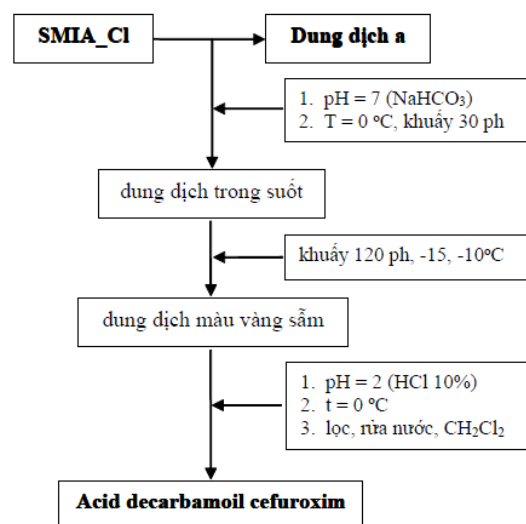 SMIA_Cl
Dung dịch a
1. pH = 7 (NaHCO₃)
2. T = 0 ºC, khuấy 30 ph
dung dịch trong suốt
khuấy 120 ph, -15, -10ºC
dung dịch màu vàng sẫm
1. pH = 2 (HCl 10%)
2. t = 0 ºC
3. lọc, rửa nước, CH₂Cl₂
Acid decarbamoil cefuroxim